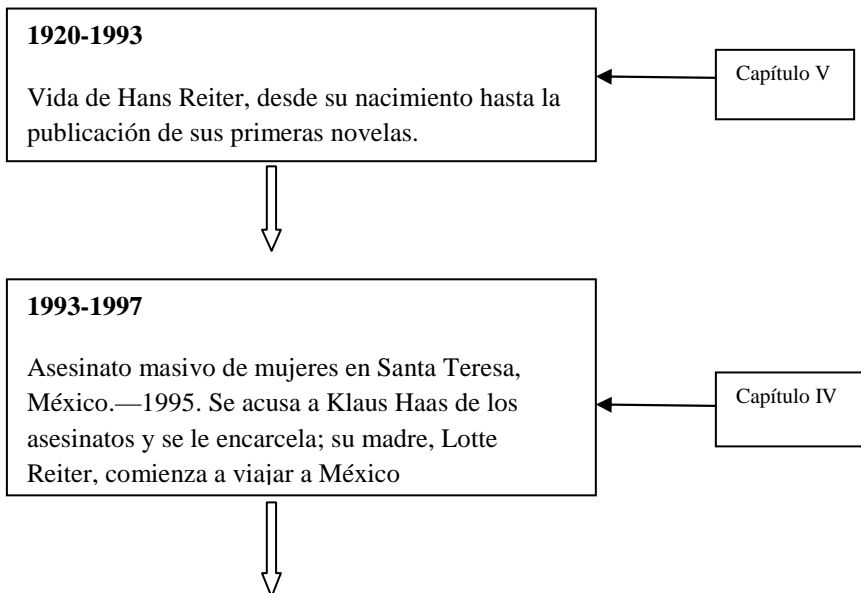 1920-1993
Capítulo V
Vida de Hans Reiter, desde su nacimiento hasta la
publicación de sus primeras novelas.
1993-1997
Asesinato masivo de mujeres en Santa Teresa,
México.—1995. Se acusa a Klaus Haas de los
Capítulo IV
asesinatos y se le encarcela; su madre, Lotte
Reiter, comienza a viajar a México